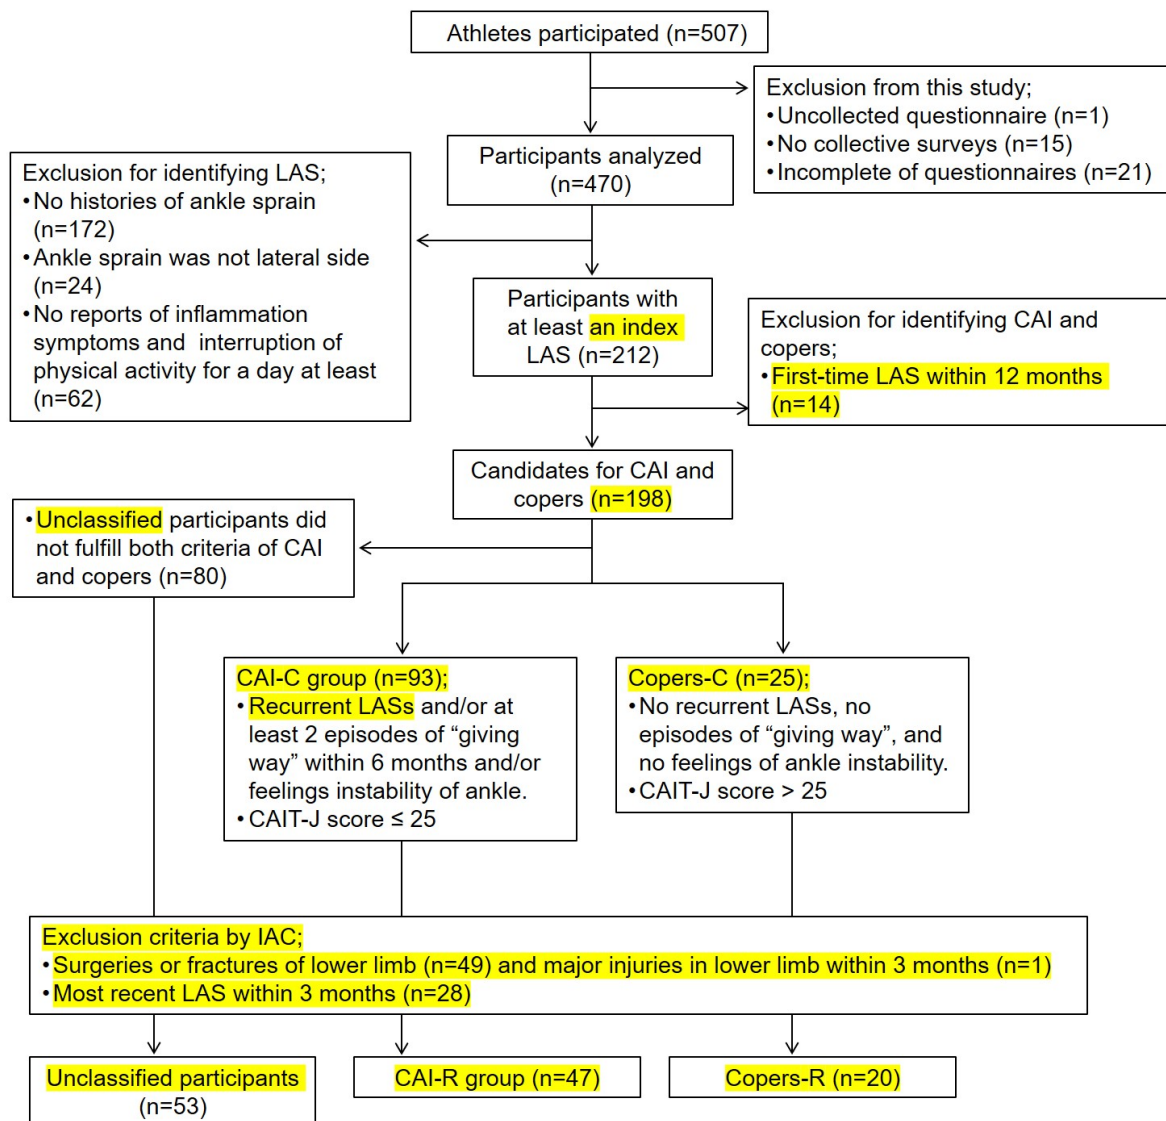 Athletes participated (n=507)
Exclusion from this study;
•Uncollected questionnaire (n=1)
•No collective surveys (n=15)
•Incomplete of questionnaires (n=21)
Participants analyzed
(n=470)
Exclusion for identifying LAS;
•No histories of ankle sprain
(n=172)
•Ankle sprain was not lateral side
(n=24)
•No reports of inflammation
symptoms and interruption of
physical activity for a day at least
(n=62)
Participants with
at least an index
LAS (n=212)
Exclusion for identifying CAI and
copers;
•First-time LAS within 12 months
(n=14)
Candidates for CAI and
copers (n=198)
•Unclassified participants did
not fulfill both criteria of CAI
and copers (n=80)
CAI-C group (n=93);
•Recurrent LASs and/or at
least 2 episodes of “giving
way” within 6 months and/or
feelings instability of ankle.
•CAIT-J score ≤ 25
Copers-C (n=25);
•No recurrent LASs, no
episodes of “giving way”, and
no feelings of ankle instability.
•CAIT-J score > 25
Exclusion criteria by IAC;
•Surgeries or fractures of lower limb (n=49) and major injuries in lower limb within 3 months (n=1)
•Most recent LAS within 3 months (n=28)
Unclassified participants
(n=53)
CAI-R group (n=47)
Copers-R (n=20)